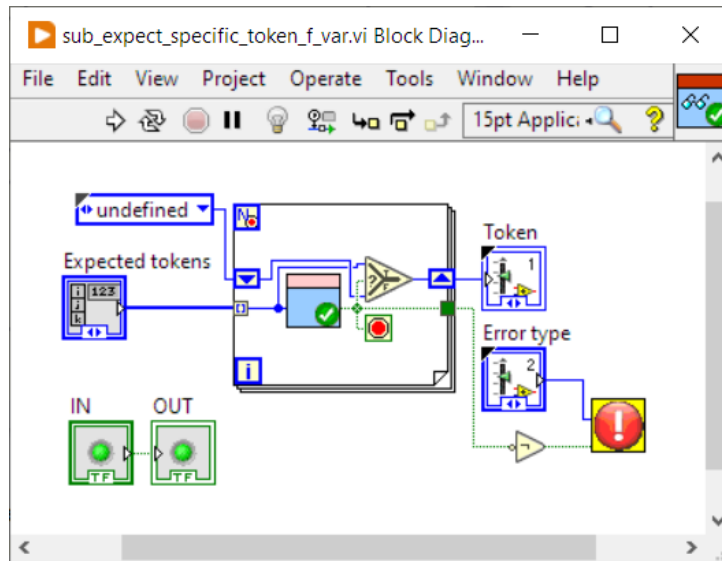 sub_expect_specific_token_f_var.vi Block Diag...
File Edit View Project Operate Tools Window Help
15pt Applic
undefined
N
Expected tokens
i 123
j
k
?
T
F
i
Token
1
Error type
2
IN OUT
TF TF